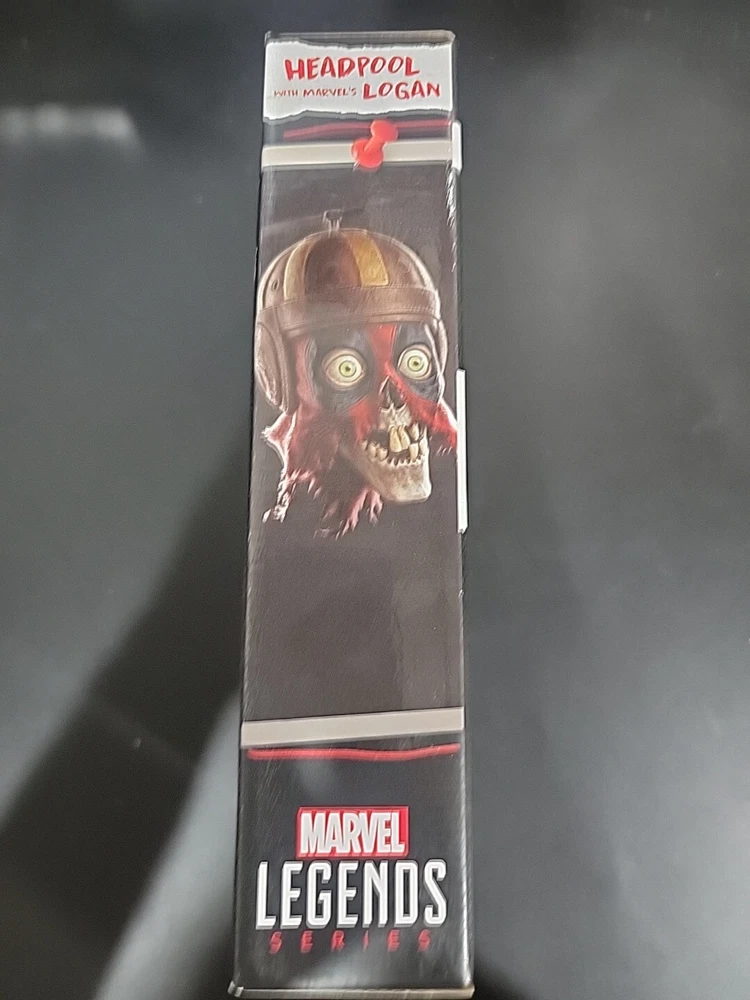 HEADPOOL
WITH MARVEL'S LOGAN
MARVEL
LEGENDS
SERIES